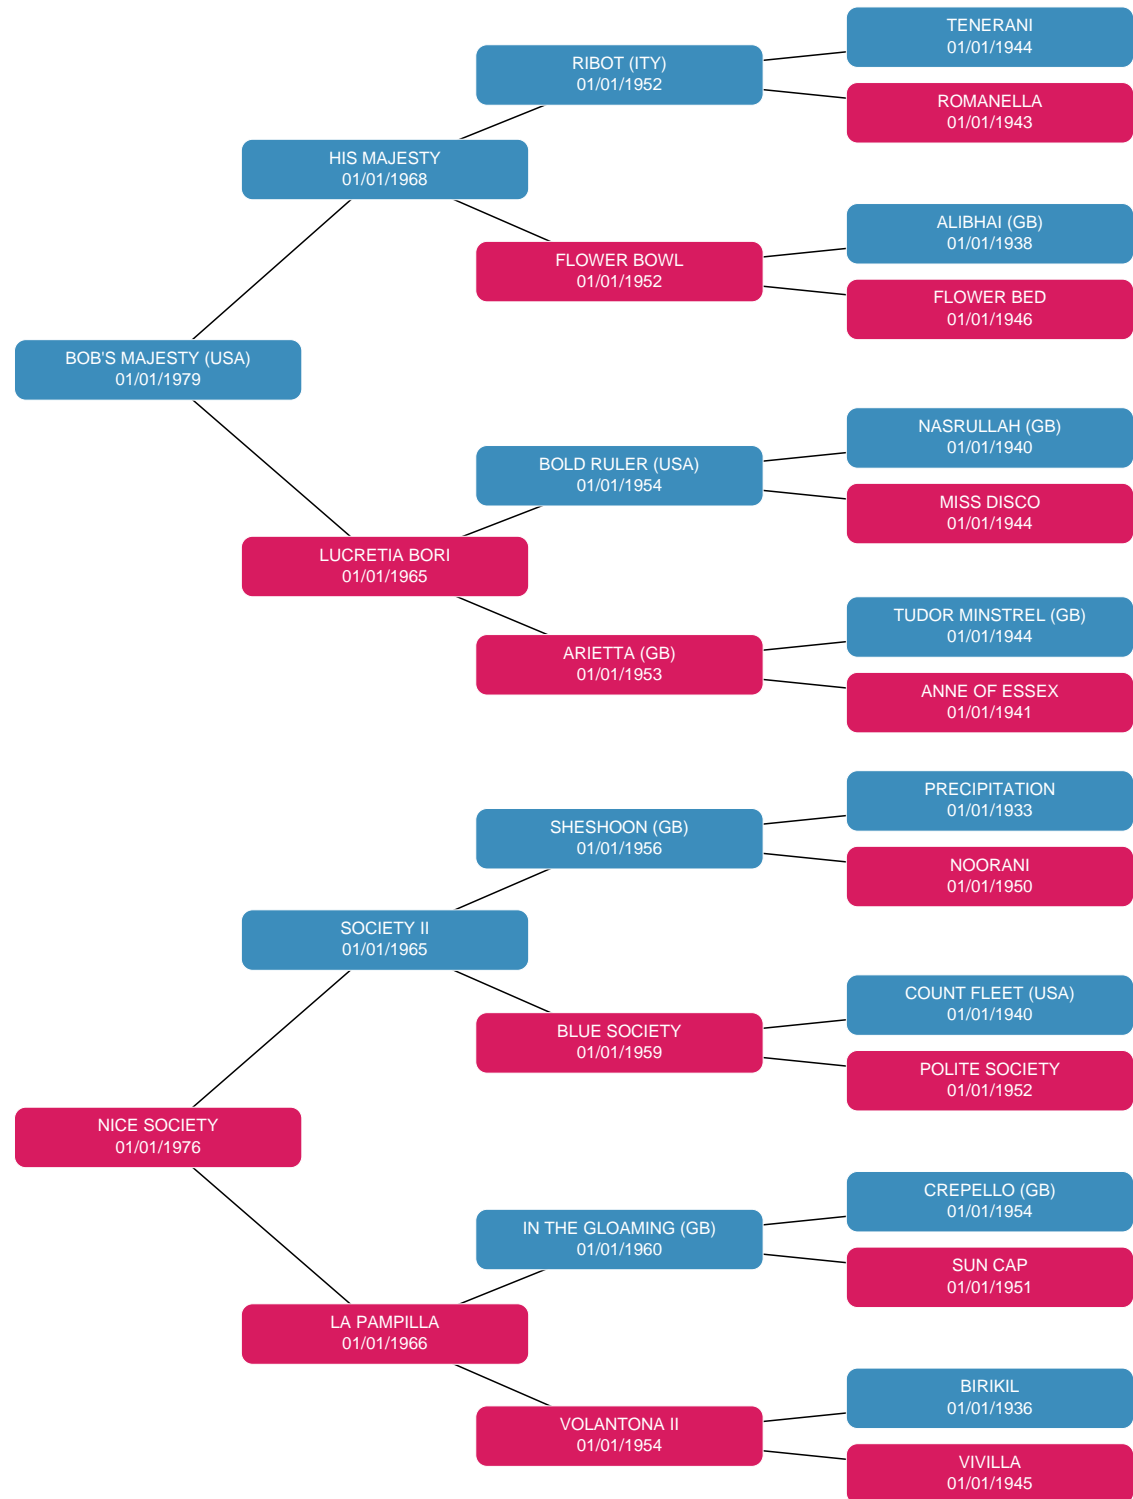 TENERANI
01/01/1944
RIBOT (ITY)
01/01/1952
ROMANELLA
01/01/1943
HIS MAJESTY
01/01/1968
ALIBHAI (GB)
01/01/1938
FLOWER BOWL
01/01/1952
FLOWER BED
01/01/1946
BOB'S MAJESTY (USA)
01/01/1979
NASRULLAH (GB)
01/01/1940
BOLD RULER (USA)
01/01/1954
MISS DISCO
01/01/1944
LUCRETIA BORI
01/01/1965
TUDOR MINSTREL (GB)
01/01/1944
ARIETTA (GB)
01/01/1953
ANNE OF ESSEX
01/01/1941
PRECIPITATION
01/01/1933
SHESHOON (GB)
01/01/1956
NOORANI
01/01/1950
SOCIETY II
01/01/1965
COUNT FLEET (USA)
01/01/1940
BLUE SOCIETY
01/01/1959
POLITE SOCIETY
01/01/1952
NICE SOCIETY
01/01/1976
CREPELLO (GB)
01/01/1954
IN THE GLOAMING (GB)
01/01/1960
SUN CAP
01/01/1951
LA PAMPILLA
01/01/1966
BIRIKIL
01/01/1936
VOLANTONA II
01/01/1954
VIVILLA
01/01/1945